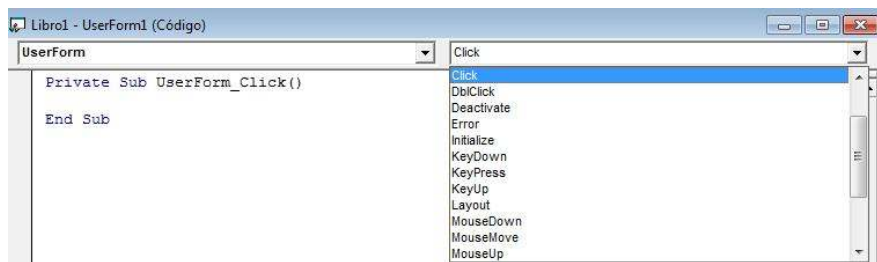 Libro1 - UserForm1 (Código)
UserForm
Click
Private Sub UserForm_Click()
End Sub
Click
DblClick
Deactivate
Error
Initialize
KeyDown
KeyPress
KeyUp
Layout
MouseDown
MouseMove
MouseUp